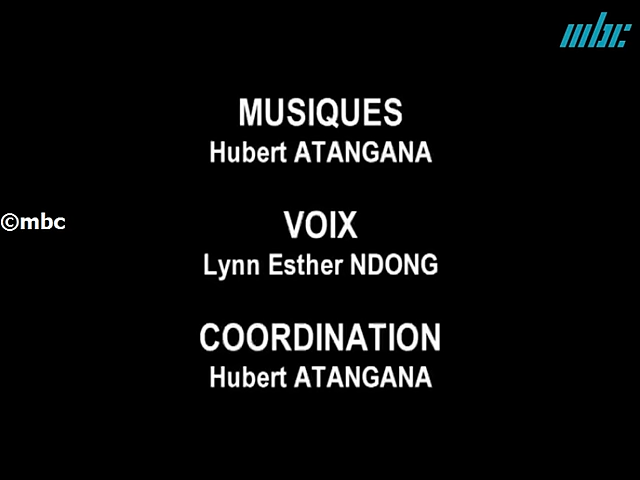 mbc
MUSIQUES
Hubert ATANGANA
©mbc
VOIX
Lynn Esther NDONG
COORDINATION
Hubert ATANGANA